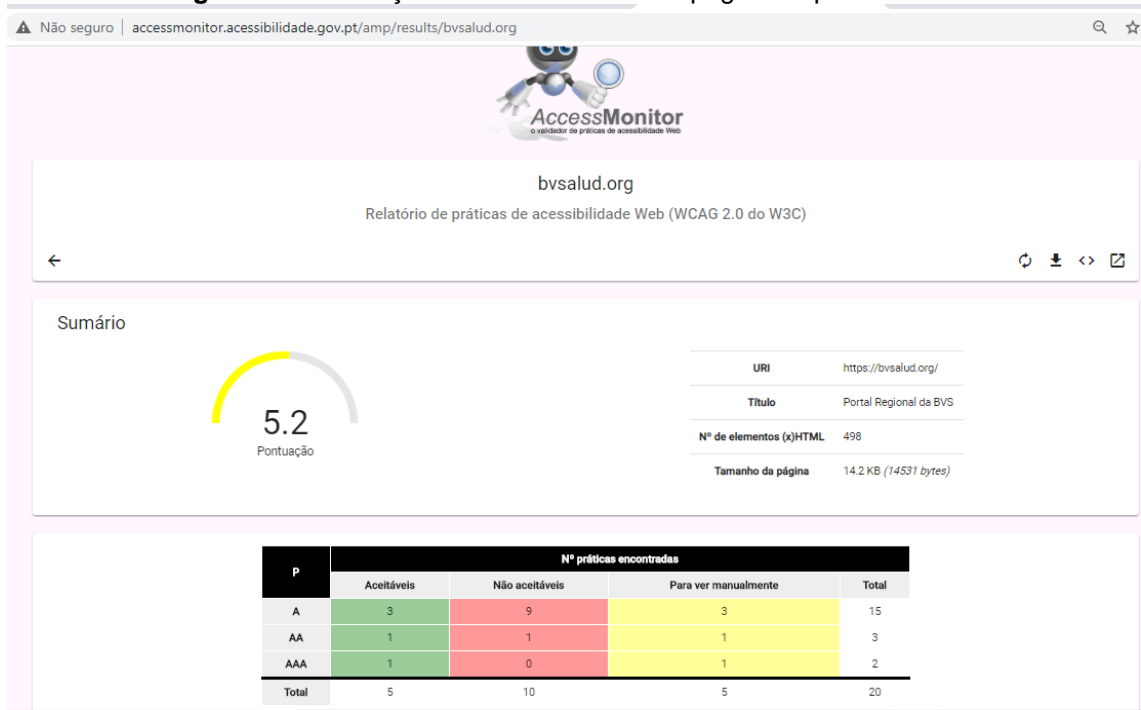 Não seguro | accessmonitor.acessibilidade.gov.pt/amp/results/bvsalud.org
AccessMonitor
o validador de práticas de acessibilidade Web
bvsalud.org
Relatório de práticas de acessibilidade Web (WCAG 2.0 do W3C)
Sumário
5.2
Pontuação
URI https://bvsalud.org/
Título Portal Regional da BVS
Nº de elementos (x)HTML 498
Tamanho da página 14.2 KB (14531 bytes)
P Nº práticas encontradas
Aceitáveis Não aceitáveis Para ver manualmente Total
A 3 9 3 15
AA 1 1 1 3
AAA 1 0 1 2
Total 5 10 5 20